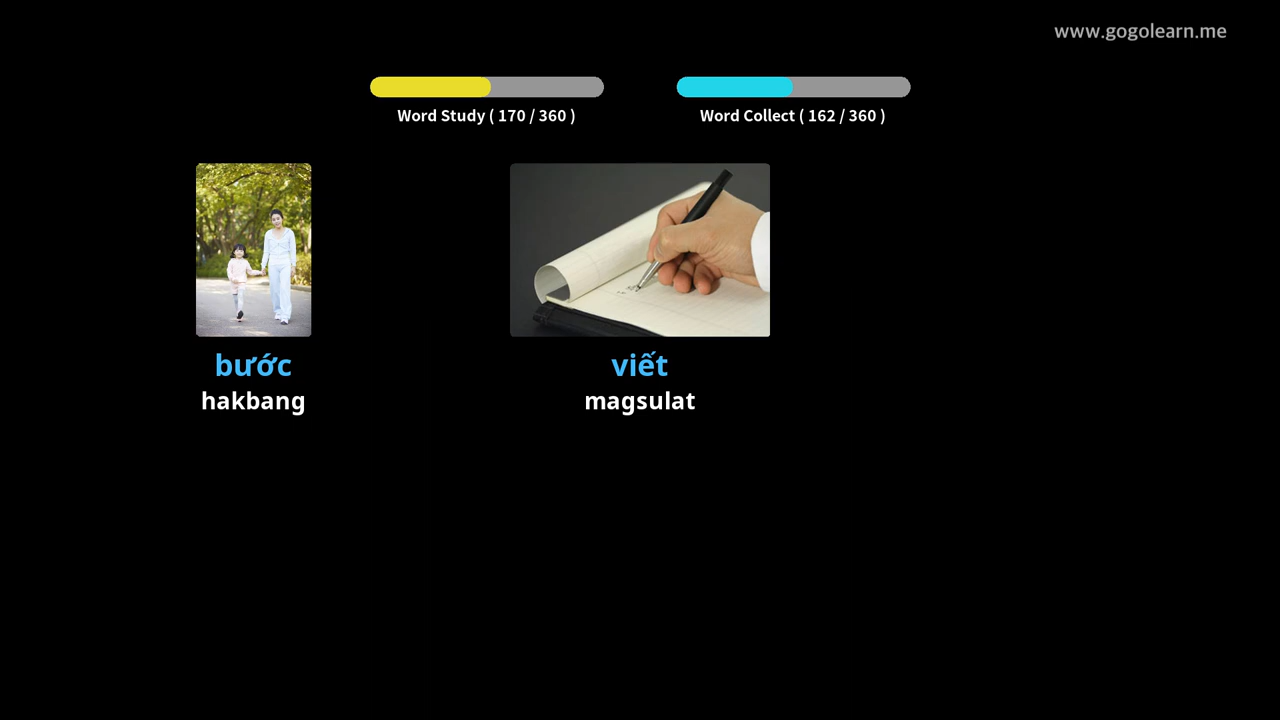 www.gogolearn.me
Word Study ( 170 / 360 )
Word Collect ( 162 / 360 )
bước
hakbang
viết
magsulat